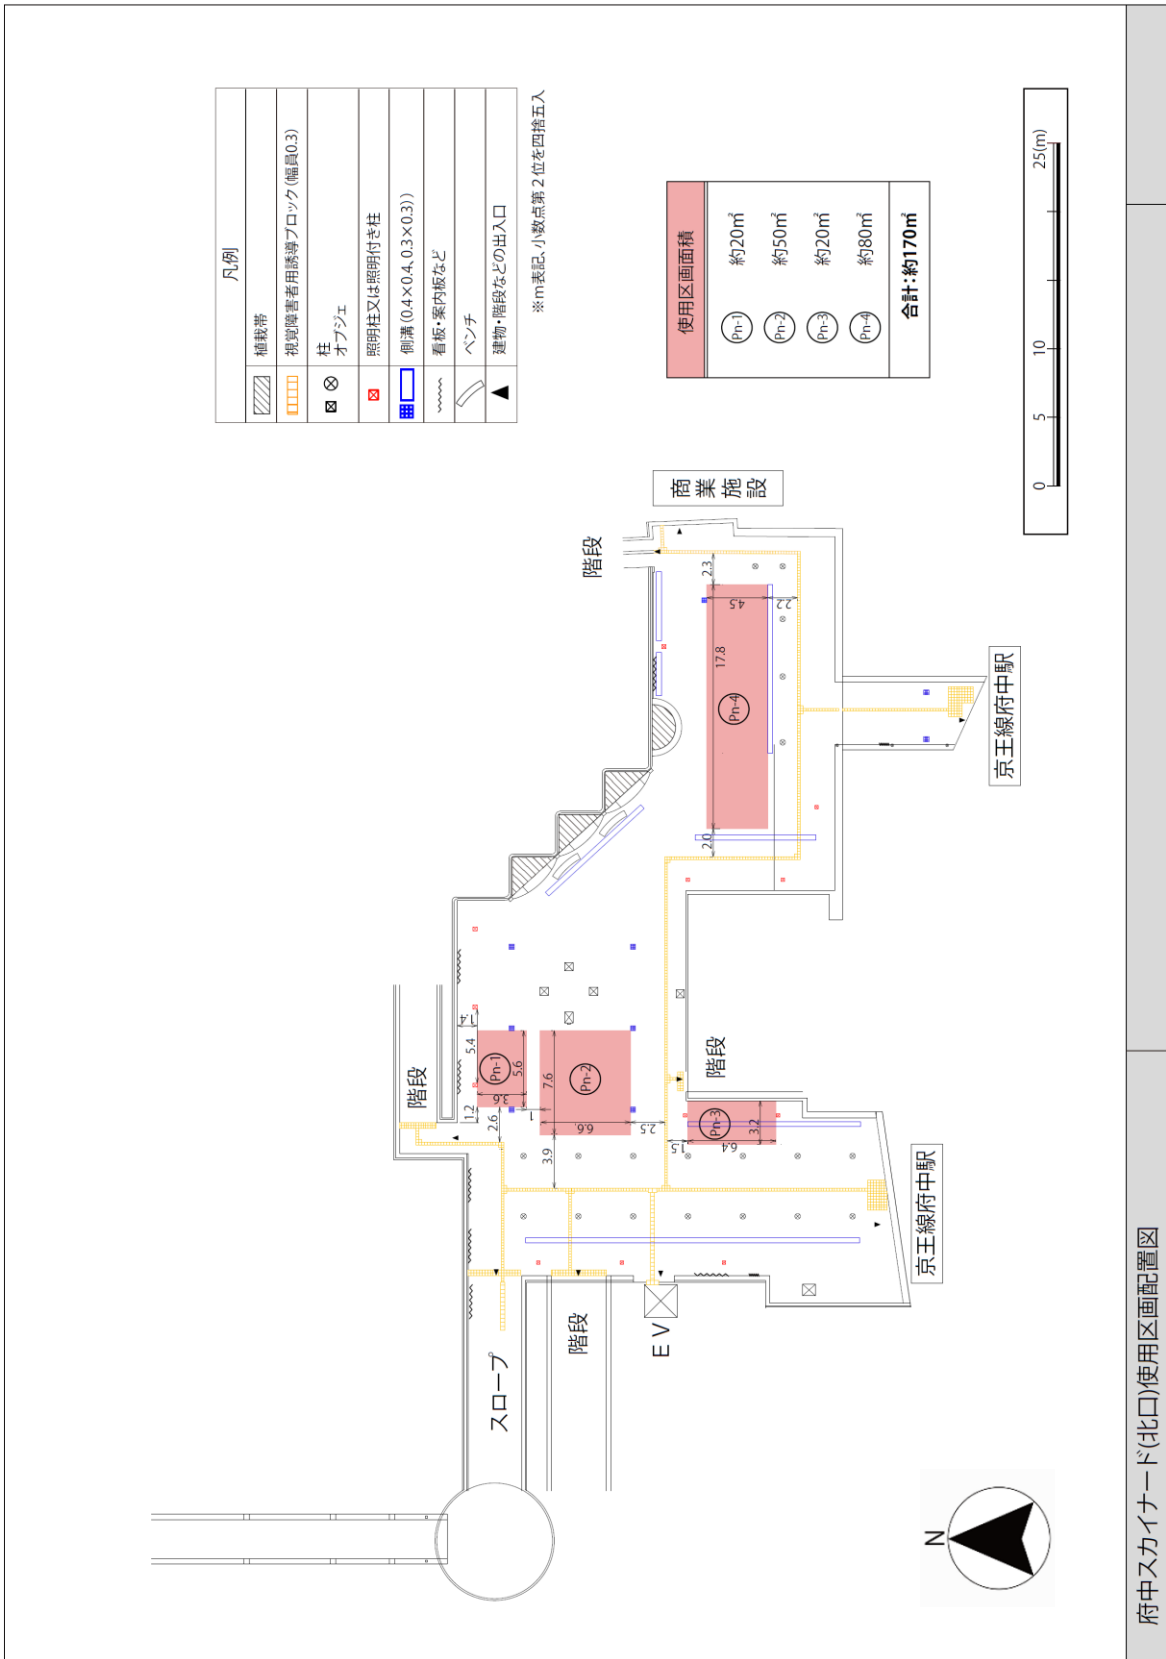 凡例
植栽帯
視覚障害者用誘導ブロック(幅員0.3)
柱
オブジェ
照明柱又は照明付き柱
側溝(0.4×0.4、0.3×0.3))
看板・案内板など
ベンチ
建物・階段などの出入口
※m表記、小数点第2位を四捨五入
使用区画面積
Pn-1 約20㎡
Pn-2 約50㎡
Pn-3 約20㎡
Pn-4 約80㎡
合計:約170㎡
0 5 10 25(m)
階段
商業施設
2.3
4.5
2.2
17.8
Pn-4
2.0
京王線府中駅
階段
1.4
5.4
Pn-1
5.6
3.6
1.2
2.6
1
7.6
Pn-2
6.6
2.5
3.9
階段
Pn-3
3.2
6.4
1.5
京王線府中駅
スロープ
階段
EV
N
府中スカイナード(北口)使用区画配置図